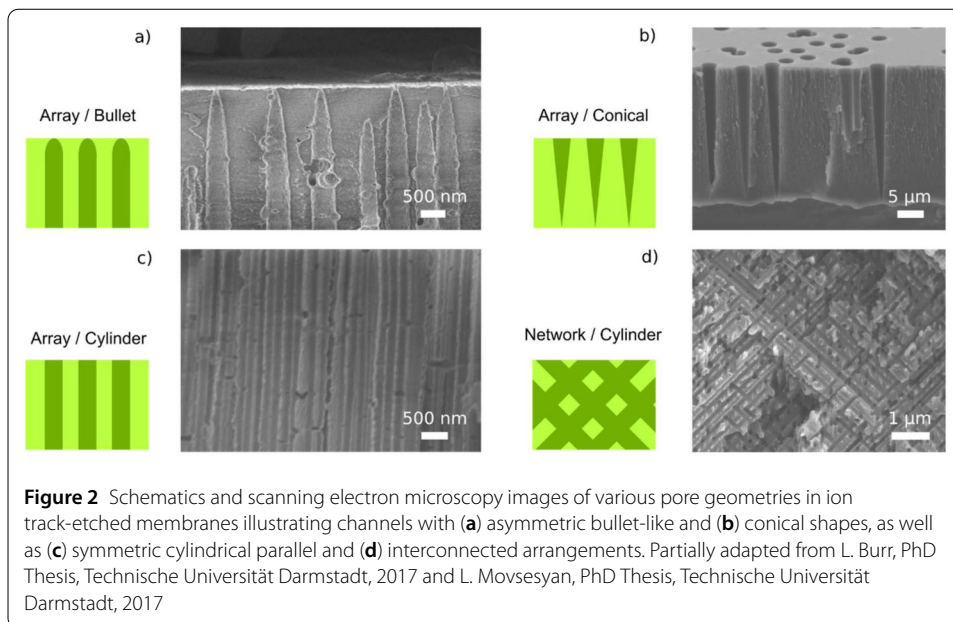 a)
Array / Bullet
500 nm
b)
Array / Conical
5 μm
c)
Array / Cylinder
500 nm
d)
Network / Cylinder
1 μm
Figure 2 Schematics and scanning electron microscopy images of various pore geometries in ion
track-etched membranes illustrating channels with (a) asymmetric bullet-like and (b) conical shapes, as well
as (c) symmetric cylindrical parallel and (d) interconnected arrangements. Partially adapted from L. Burr, PhD
Thesis, Technische Universität Darmstadt, 2017 and L. Movsesyan, PhD Thesis, Technische Universität
Darmstadt, 2017